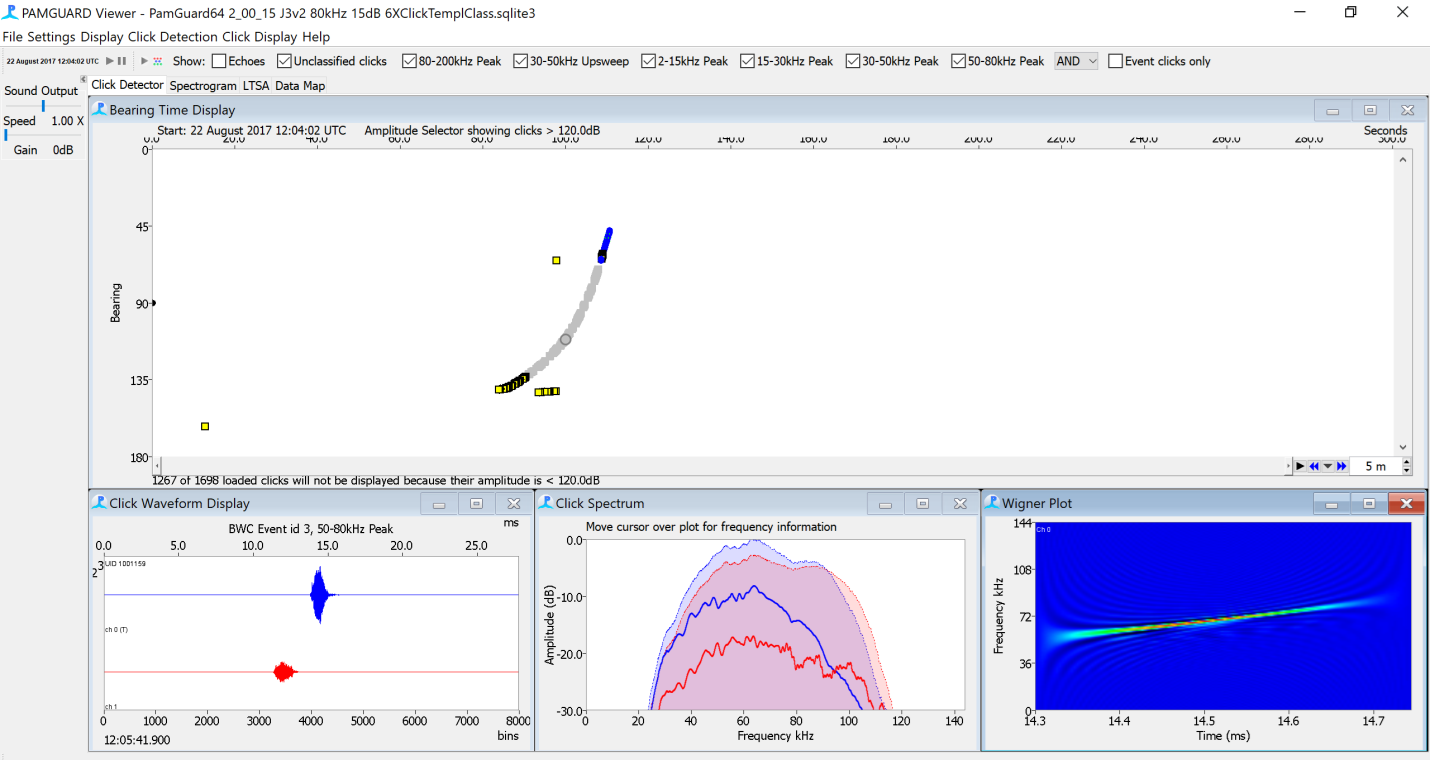 PAMGUARD Viewer - PamGuard64 2_00_15 J3v2 80kHz 15dB 6XClickTemplClass.sqlite3
File Settings Display Click Detection Click Display Help
22 August 2017 12:04:02 UTC Show: Echoes Unclassified clicks 80-200kHz Peak 30-50kHz Upsweep 2-15kHz Peak 15-30kHz Peak 30-50kHz Peak 50-80kHz Peak AND Event clicks only
Click Detector Spectrogram LTSA Data Map
Sound Output
Speed 1.00 X
Gain 0dB
Bearing Time Display
Start: 22 August 2017 12:04:02 UTC Amplitude Selector showing clicks > 120.0dB Seconds
0.0 20.0 40.0 60.0 80.0 100.0 120.0 140.0 160.0 180.0 200.0 220.0 240.0 260.0 280.0 300.0
0
45
90
135
180
Bearing
5 m
1267 of 1698 loaded clicks will not be displayed because their amplitude is < 120.0dB
Click Waveform Display
BWC Event id 3, 50-80kHz Peak ms
0.0 5.0 10.0 15.0 20.0 25.0
2 3 UID 1001159
ch 0 (T)
ch 1
0 1000 2000 3000 4000 5000 6000 7000 8000
12:05:41.900 bins
Click Spectrum
Move cursor over plot for frequency information
0.0
-10.0
-20.0
-30.0
Amplitude (dB)
0 20 40 60 80 100 120 140
Frequency kHz
Wigner Plot
Ch 0
144
108
72
36
0
Frequency kHz
14.3 14.4 14.5 14.6 14.7
Time (ms)